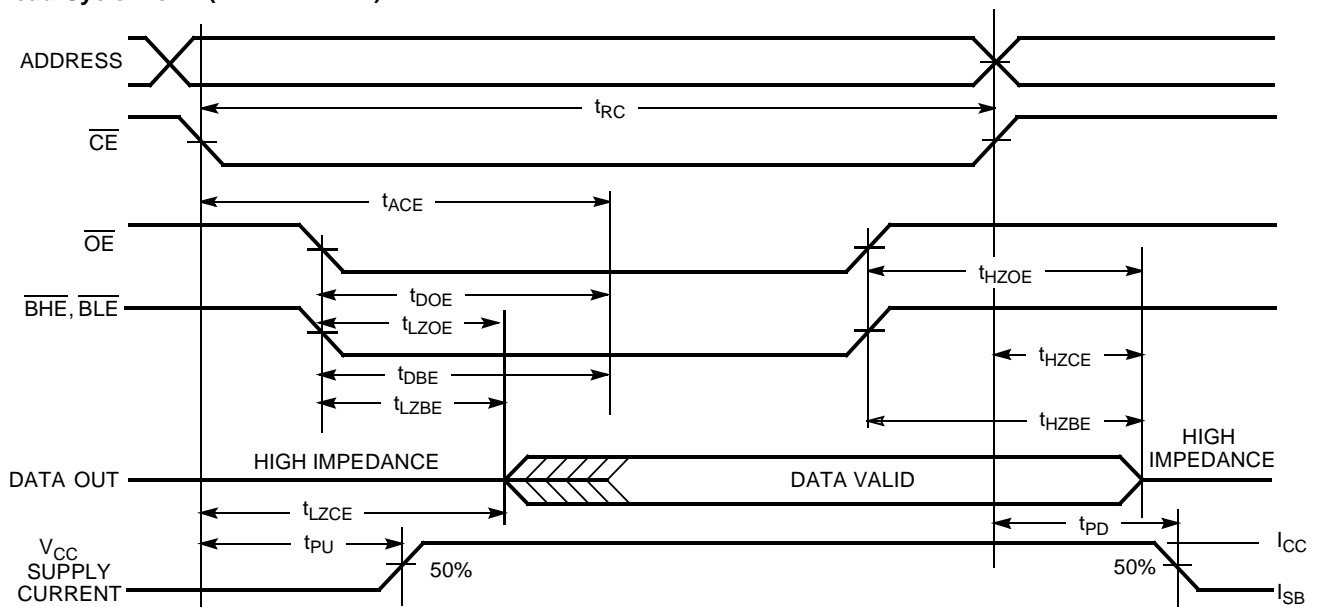 ADDRESS
tRC
CE
tACE
OE
tHZOE
tDOE
BHE, BLE
tLZOE
tHZCE
tDBE
tLZBE
tHZBE
HIGH IMPEDANCE
HIGH
IMPEDANCE
DATA OUT
DATA VALID
tLZCE
tPD
VCC
SUPPLY
CURRENT
tPU
50%
50%
ICC
ISB